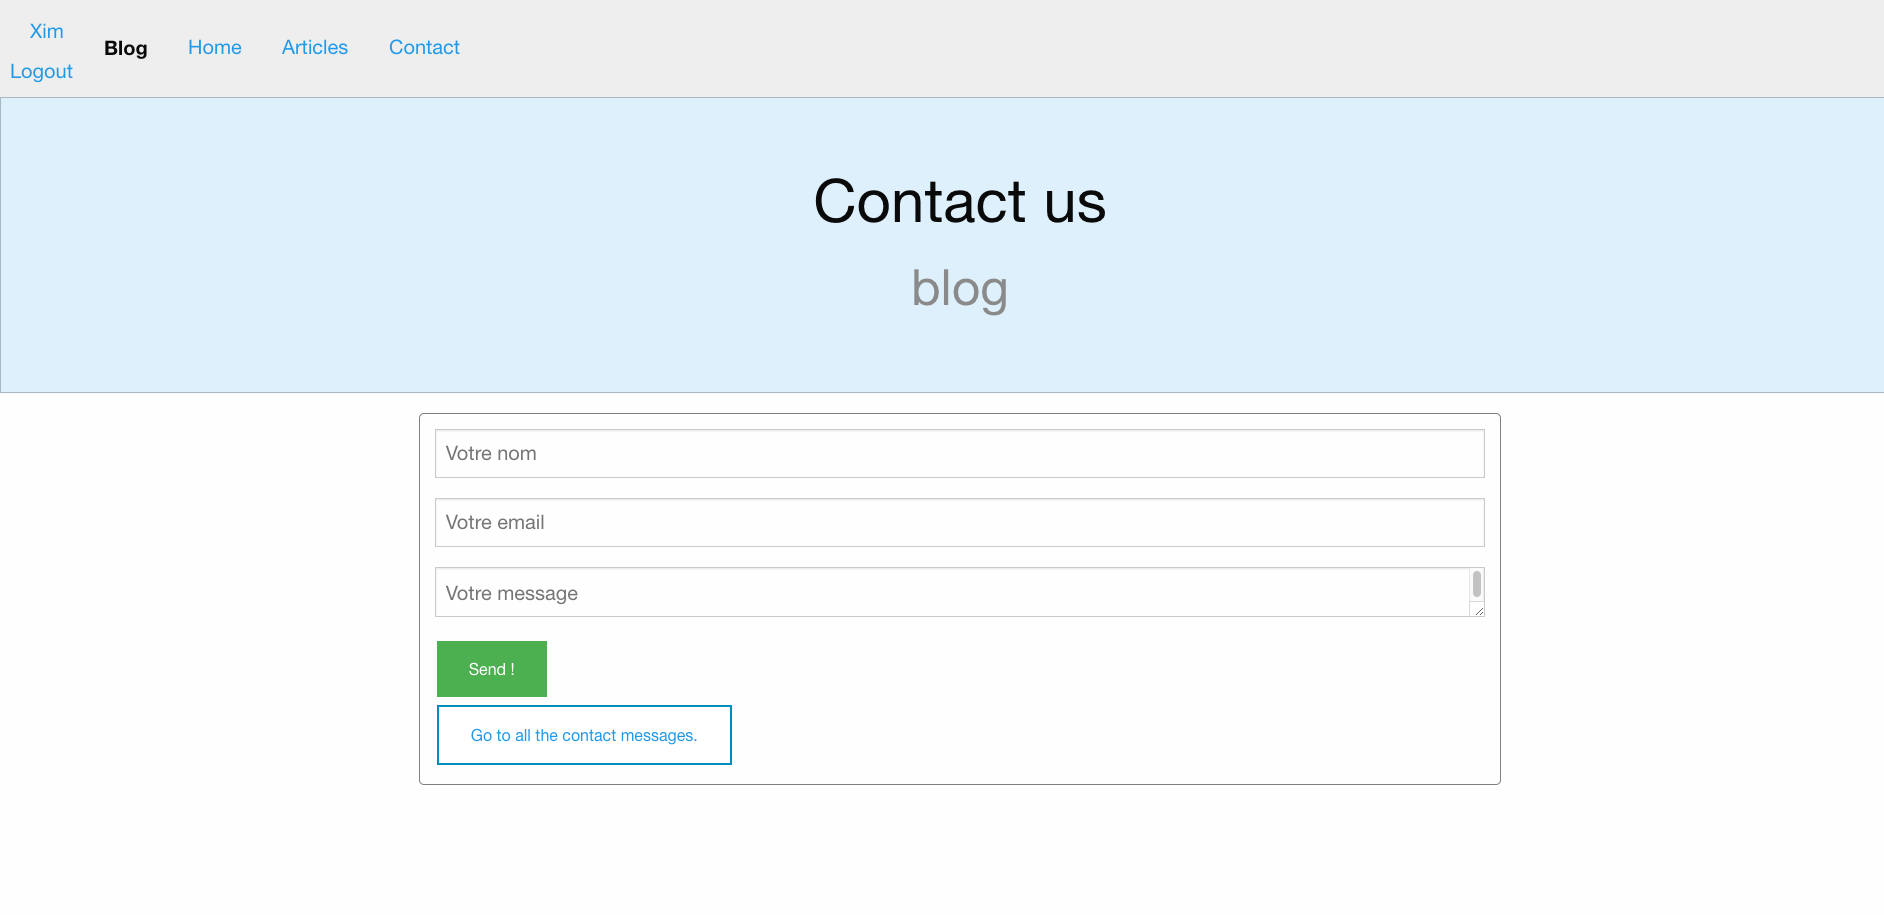 Xim
Logout
Blog Home Articles Contact
Contact us
blog
Votre nom
Votre email
Votre message
Send !
Go to all the contact messages.